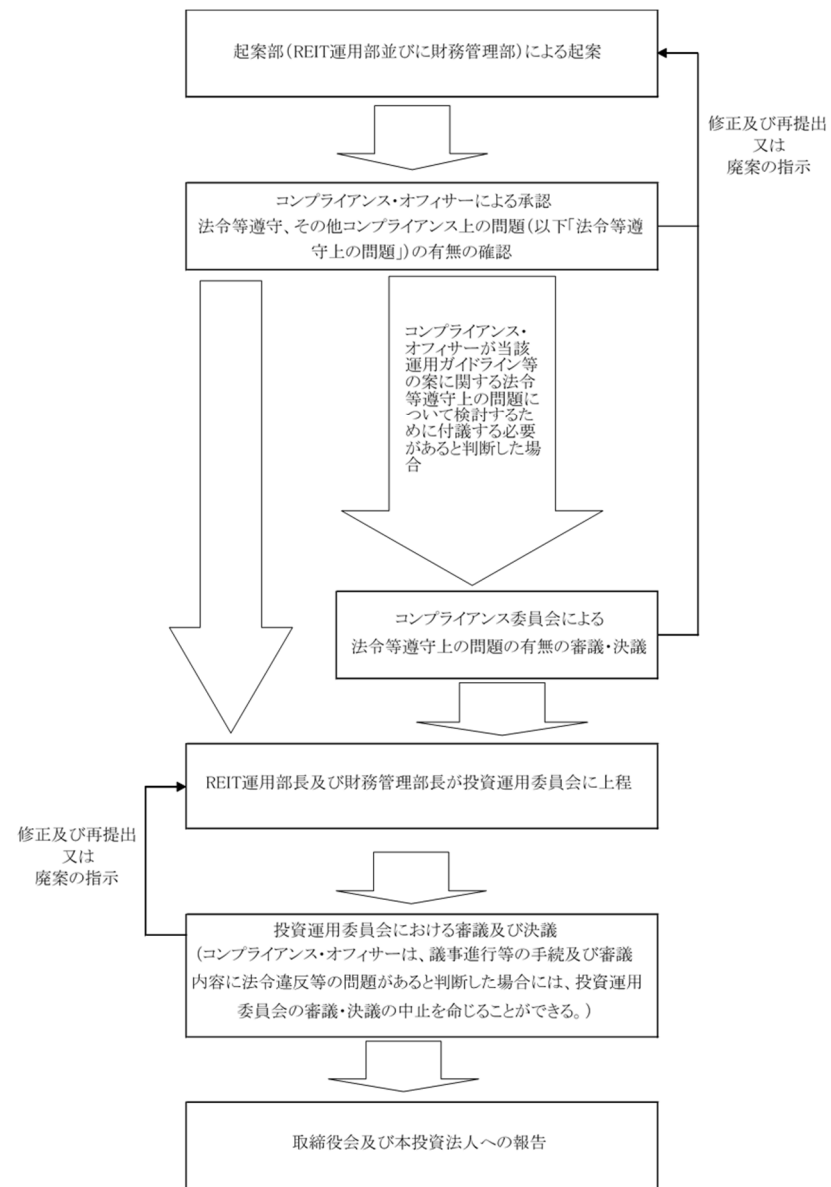 起案部（REIT運用部並びに財務管理部）による起案
修正及び再提出
又は
廃案の指示
コンプライアンス・オフィサーによる承認
法令等遵守、その他コンプライアンス上の問題（以下「法令等遵
守上の問題」）の有無の確認
コンプライアンス・
オフィサーが当該
運用ガイドライン等
の案に関する法令
等遵守上の問題に
ついて検討するた
めに付議する必要
があると判断した場
合
コンプライアンス委員会による
法令等遵守上の問題の有無の審議・決議
REIT運用部長及び財務管理部長が投資運用委員会に上程
修正及び再提出
又は
廃案の指示
投資運用委員会における審議及び決議
（コンプライアンス・オフィサーは、議事進行等の手続及び審議
内容に法令違反等の問題があると判断した場合には、投資運用
委員会の審議・決議の中止を命じることができる。）
取締役会及び本投資法人への報告